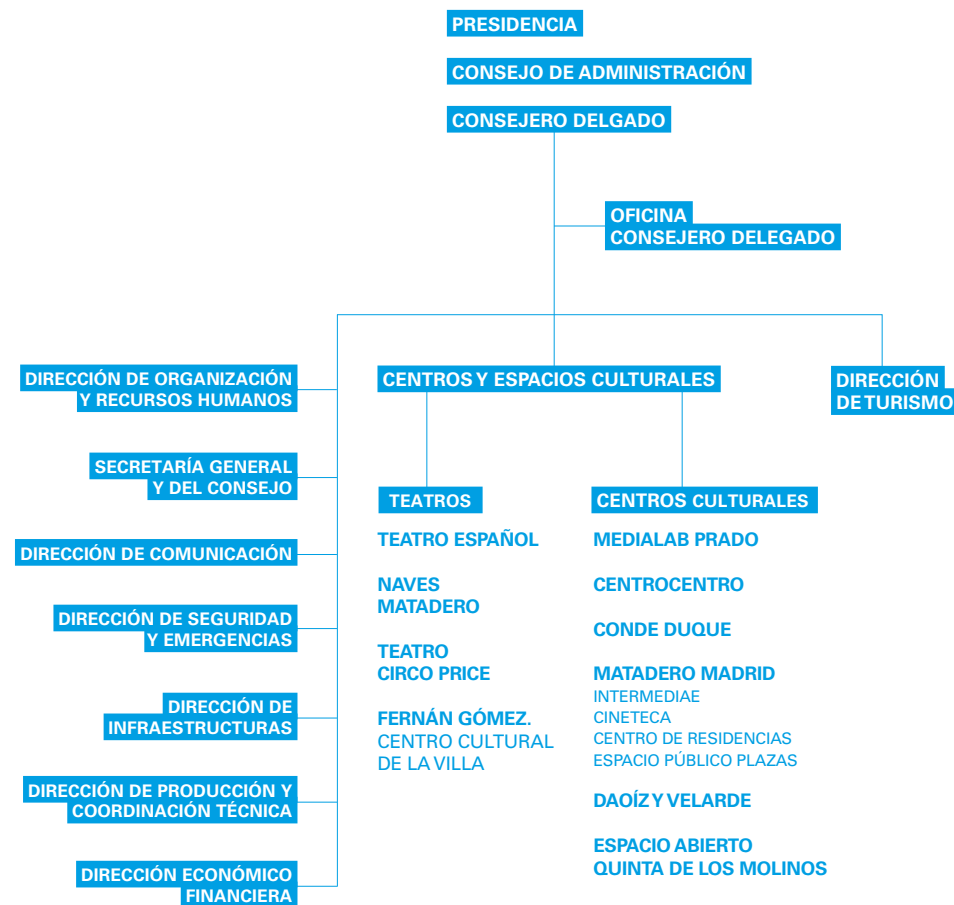 PRESIDENCIA
CONSEJO DE ADMINISTRACIÓN
CONSEJERO DELGADO
OFICINA
CONSEJERO DELEGADO
DIRECCIÓN DE ORGANIZACIÓN
Y RECURSOS HUMANOS
SECRETARÍA GENERAL
Y DEL CONSEJO
DIRECCIÓN DE COMUNICACIÓN
DIRECCIÓN DE SEGURIDAD
Y EMERGENCIAS
DIRECCIÓN DE
INFRAESTRUCTURAS
DIRECCIÓN DE PRODUCCIÓN Y
COORDINACIÓN TÉCNICA
DIRECCIÓN ECONÓMICO
FINANCIERA
CENTROS Y ESPACIOS CULTURALES
TEATROS
TEATRO ESPAÑOL
NAVES
MATADERO
TEATRO
CIRCO PRICE
FERNÁN GÓMEZ.
CENTRO CULTURAL
DE LA VILLA
CENTROS CULTURALES
MEDIALAB PRADO
CENTROCENTRO
CONDE DUQUE
MATADERO MADRID
INTERMEDIAE
CINETECA
CENTRO DE RESIDENCIAS
ESPACIO PÚBLICO PLAZAS
DAOÍZ Y VELARDE
ESPACIO ABIERTO
QUINTA DE LOS MOLINOS
DIRECCIÓN
DE TURISMO